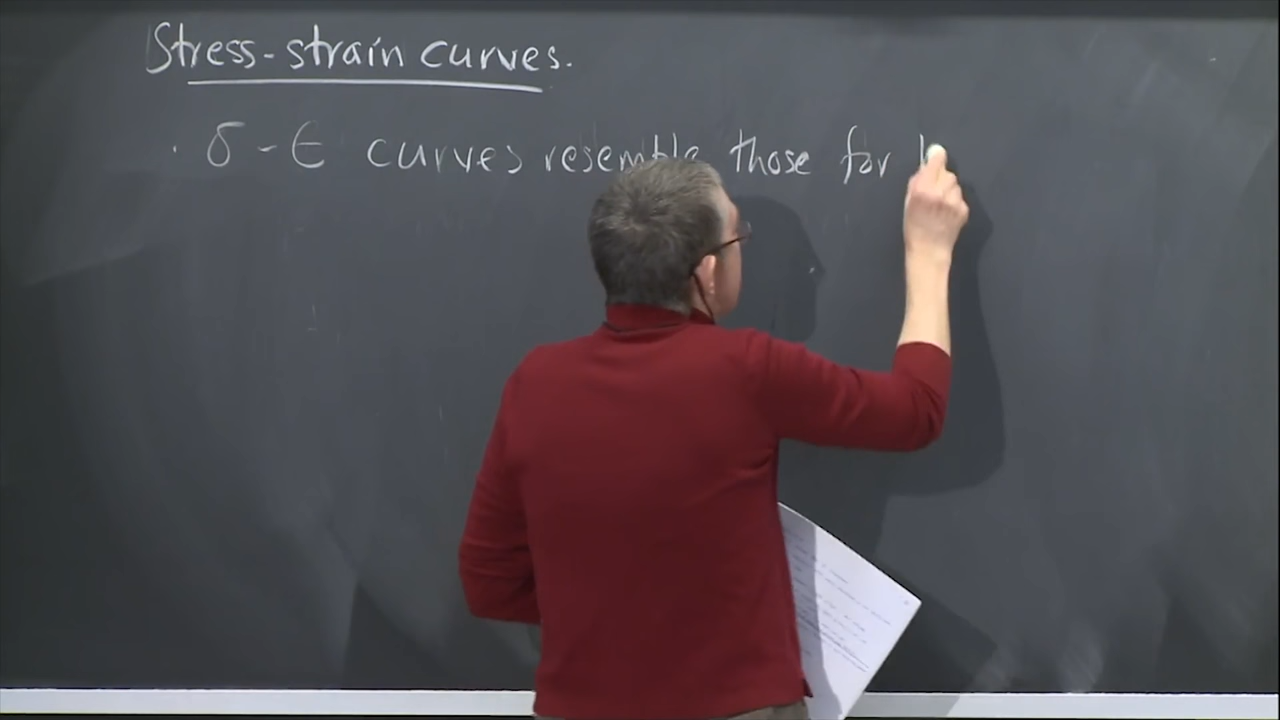 Stress-strain curves.
. σ - ε curves resemble those for